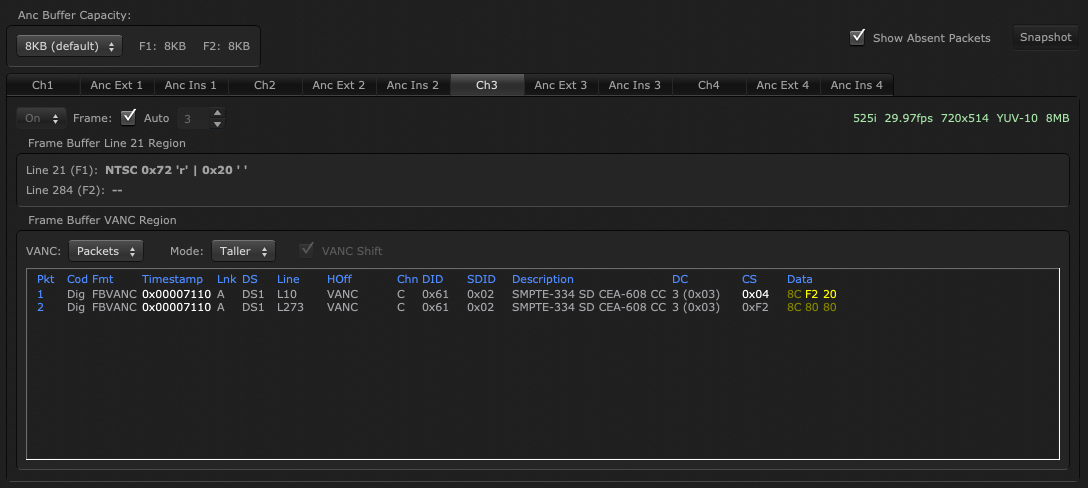 Anc Buffer Capacity:
8KB (default) F1: 8KB F2: 8KB Show Absent Packets Snapshot
Ch1 Anc Ext 1 Anc Ins 1 Ch2 Anc Ext 2 Anc Ins 2 Ch3 Anc Ext 3 Anc Ins 3 Ch4 Anc Ext 4 Anc Ins 4
On Frame: Auto 3 525i 29.97fps 720x514 YUV-10 8MB
Frame Buffer Line 21 Region
Line 21 (F1): NTSC 0x72 'r' | 0x20 ' '
Line 284 (F2): --
Frame Buffer VANC Region
VANC: Packets Mode: Taller VANC Shift
Pkt Cod Fmt Timestamp Lnk DS Line HOff Chn DID SDID Description DC CS Data
1 Dig FBVANC 0x00007110 A DS1 L10 VANC C 0x61 0x02 SMPTE-334 SD CEA-608 CC 3 (0x03) 0x04 8C F2 20
2 Dig FBVANC 0x00007110 A DS1 L273 VANC C 0x61 0x02 SMPTE-334 SD CEA-608 CC 3 (0x03) 0xF2 8C 80 80